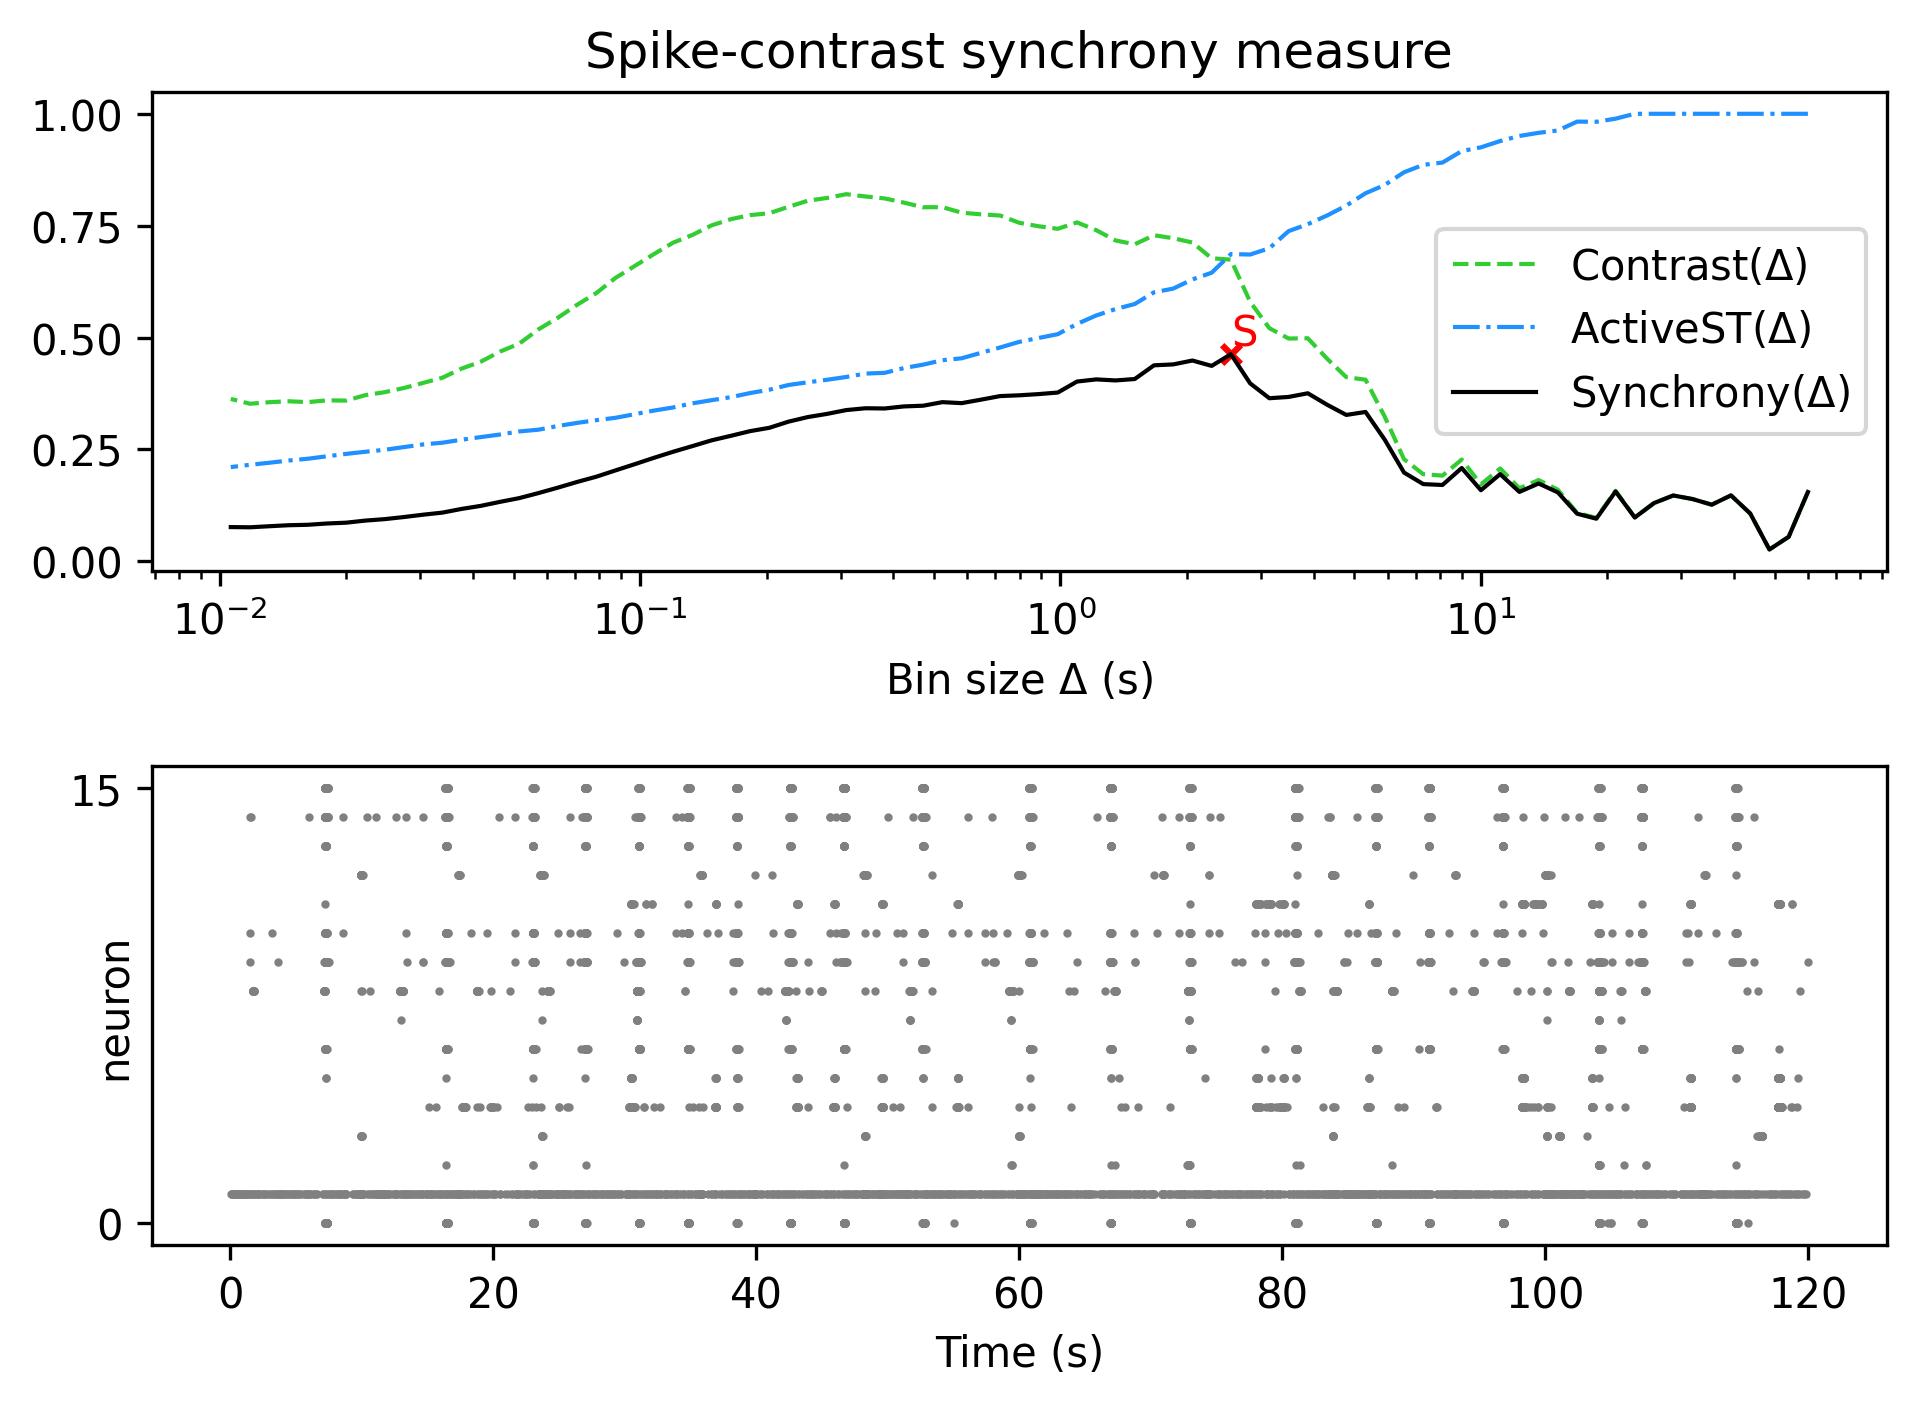 Spike-contrast synchrony measure
1.00
0.75
0.50
0.25
0.00
S
Contrast(Δ)
ActiveST(Δ)
Synchrony(Δ)
10⁻² 10⁻¹ 10⁰ 10¹
Bin size Δ (s)
15
neuron
0
0 20 40 60 80 100 120
Time (s)